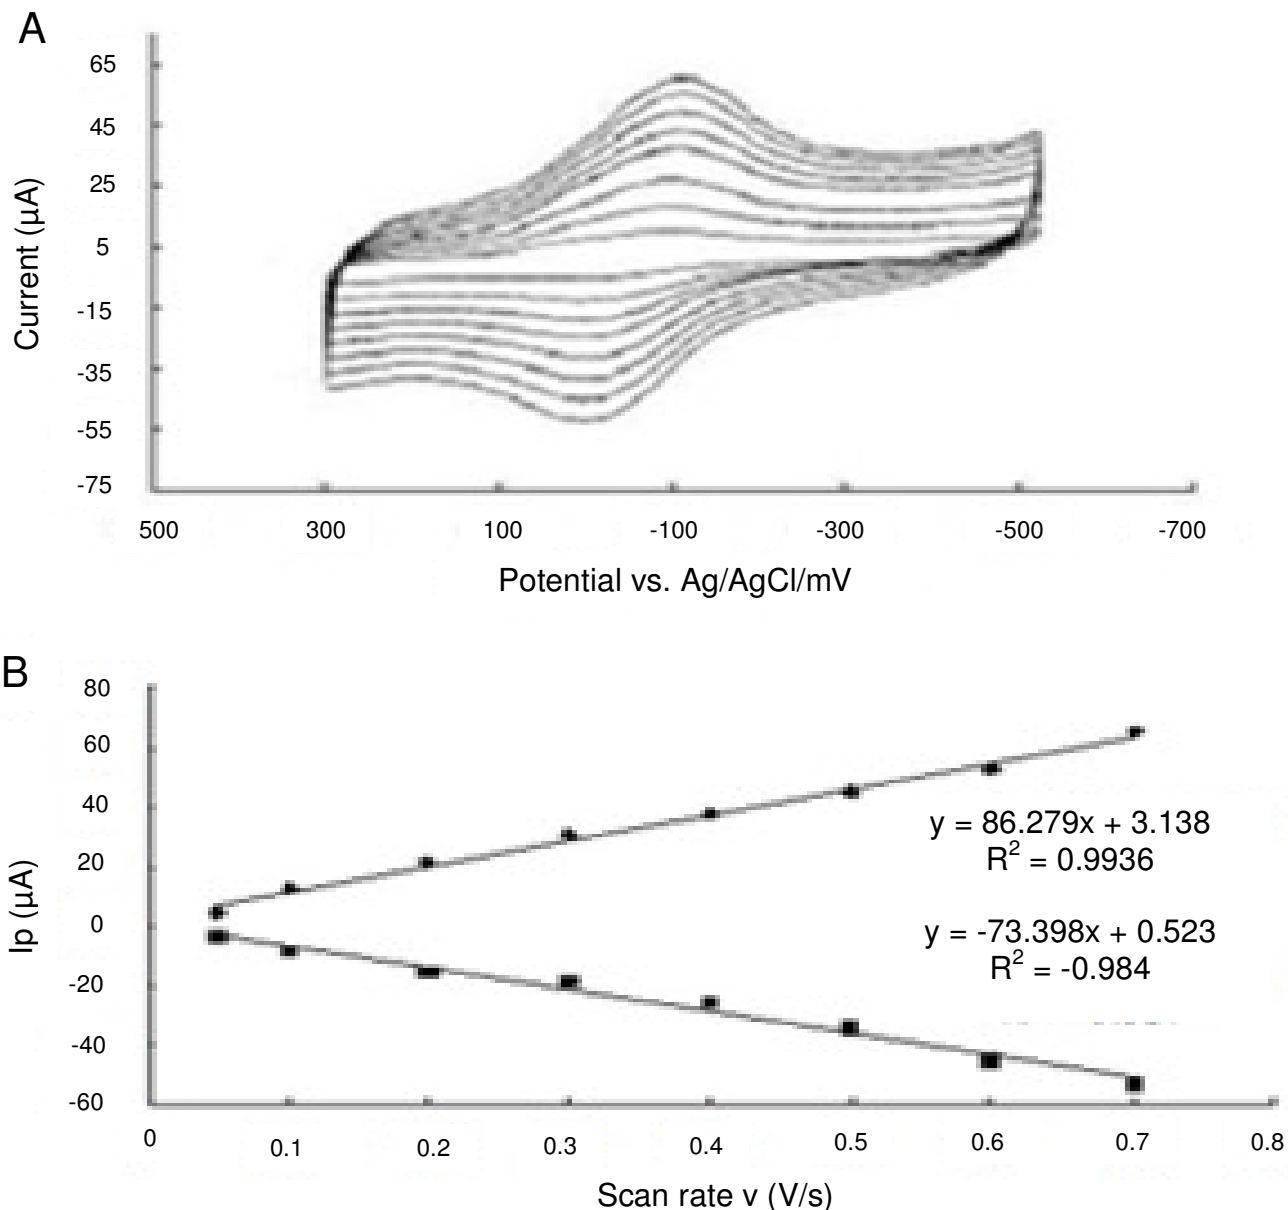 A
65
45
25
5
-15
-35
-55
-75
Current (µA)
500 300 100 -100 -300 -500 -700
Potential vs. Ag/AgCl/mV
B
80
60
40
20
0
-20
-40
-60
Ip (µA)
y = 86.279x + 3.138
R² = 0.9936
y = -73.398x + 0.523
R² = -0.984
0 0.1 0.2 0.3 0.4 0.5 0.6 0.7 0.8
Scan rate v (V/s)